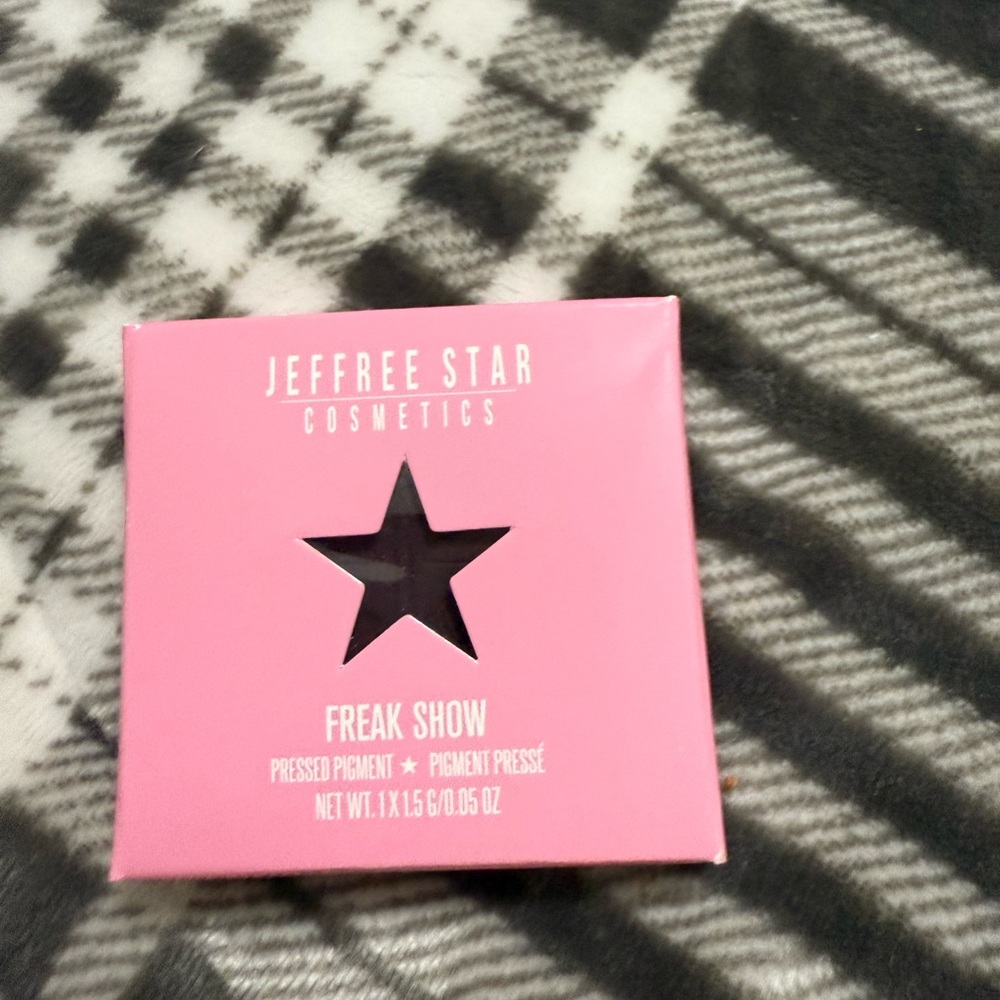 JEFFREE STAR
COSMETICS
FREAK SHOW
PRESSED PIGMENT ★ PIGMENT PRESSÉ
NET WT. 1 X 1.5 G/0.05 OZ